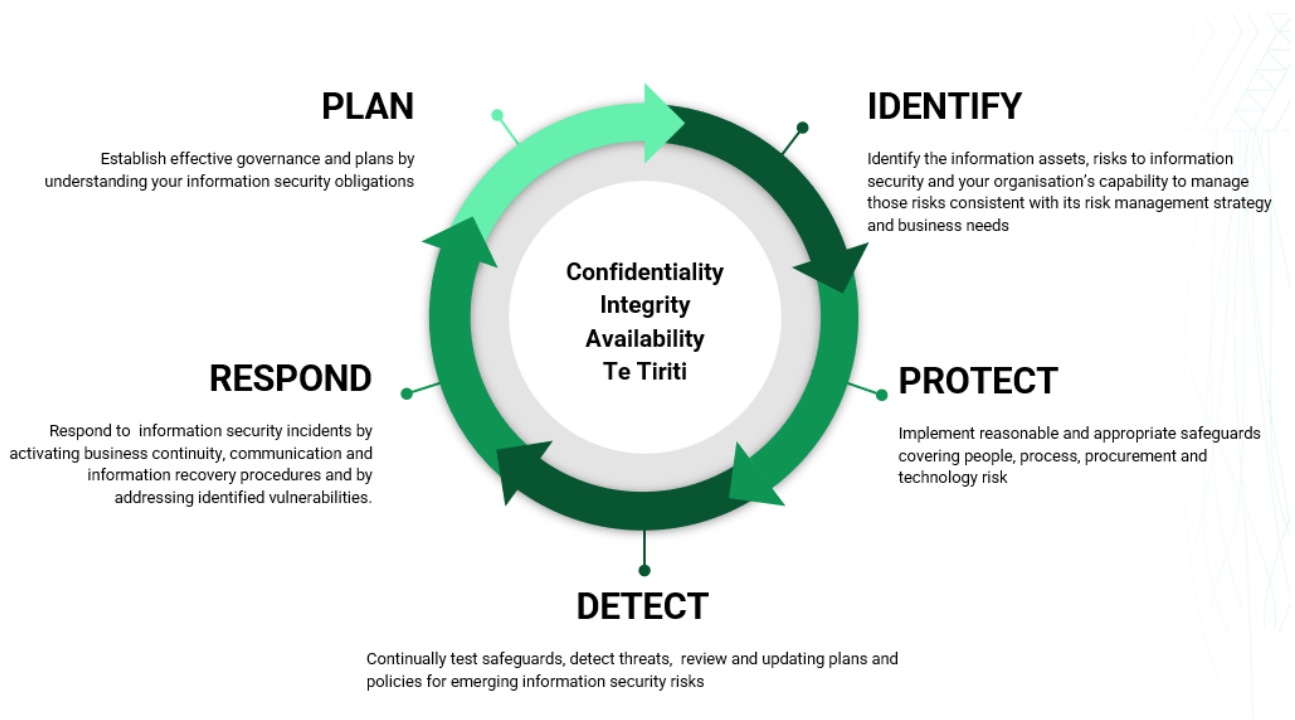 PLAN
Establish effective governance and plans by
understanding your information security obligations
IDENTIFY
Identify the information assets, risks to information
security and your organisation’s capability to manage
those risks consistent with its risk management strategy
and business needs
Confidentiality
Integrity
Availability
Te Tiriti
PROTECT
Implement reasonable and appropriate safeguards
covering people, process, procurement and
technology risk
DETECT
Continually test safeguards, detect threats,  review and updating plans and
policies for emerging information security risks
RESPOND
Respond to  information security incidents by
activating business continuity, communication and
information recovery procedures and by
addressing identified vulnerabilities.